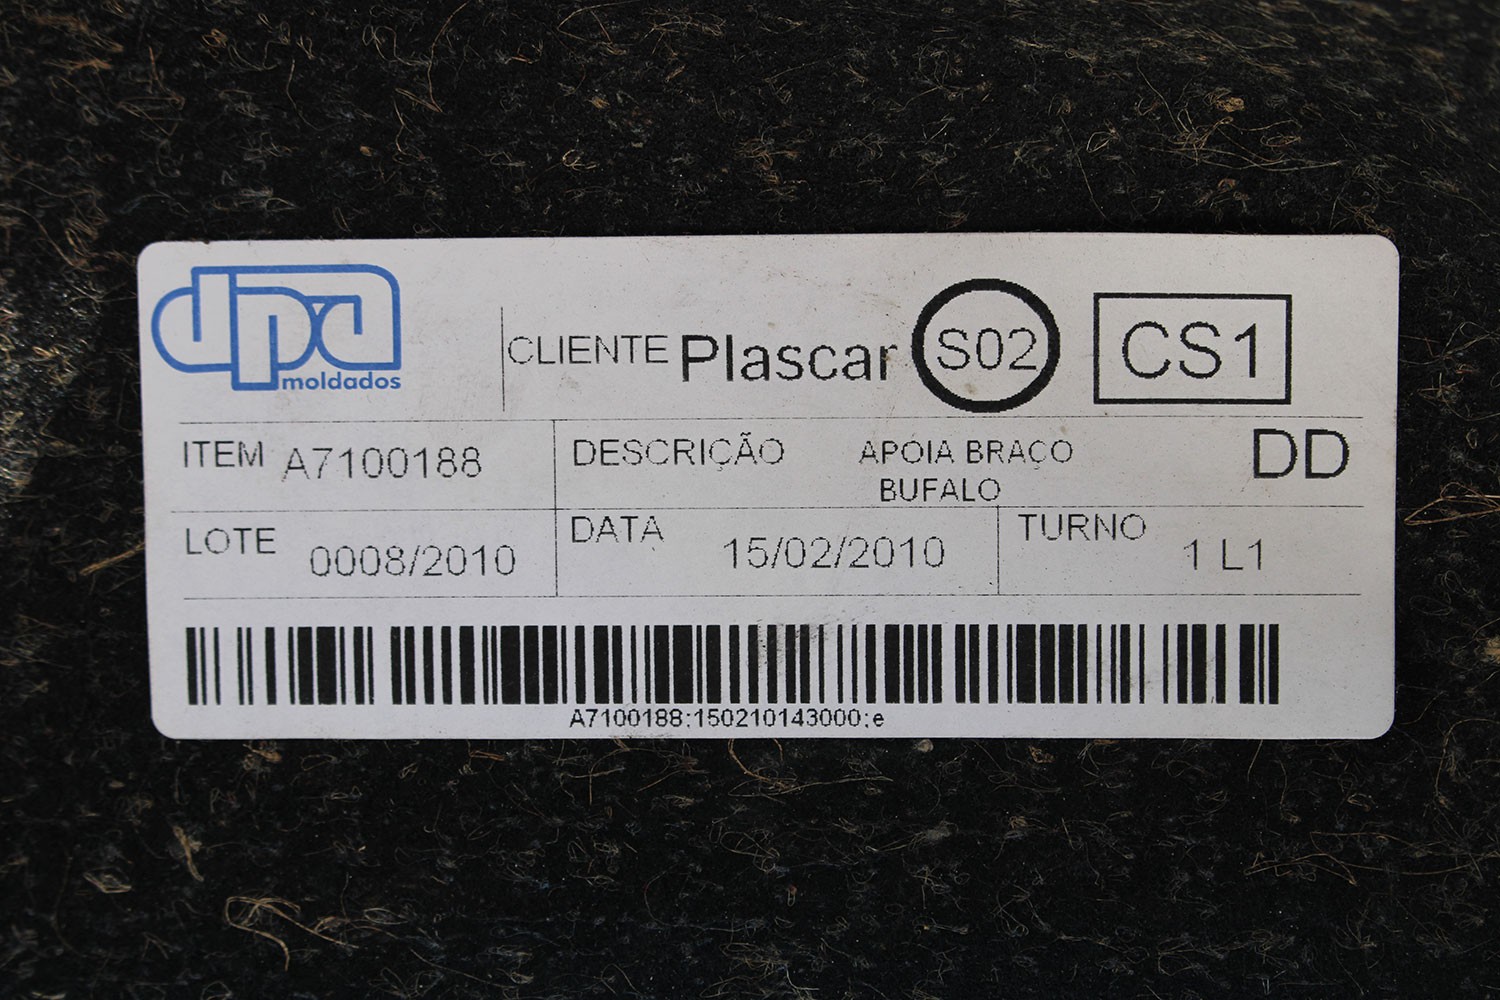 dpa
moldados
CLIENTE Plascar S02 CS1
ITEM A7100188 DESCRIÇÃO APOIA BRAÇO DD
BUFALO
LOTE 0008/2010 DATA 15/02/2010 TURNO 1 L1
A7100188;150210143000;e